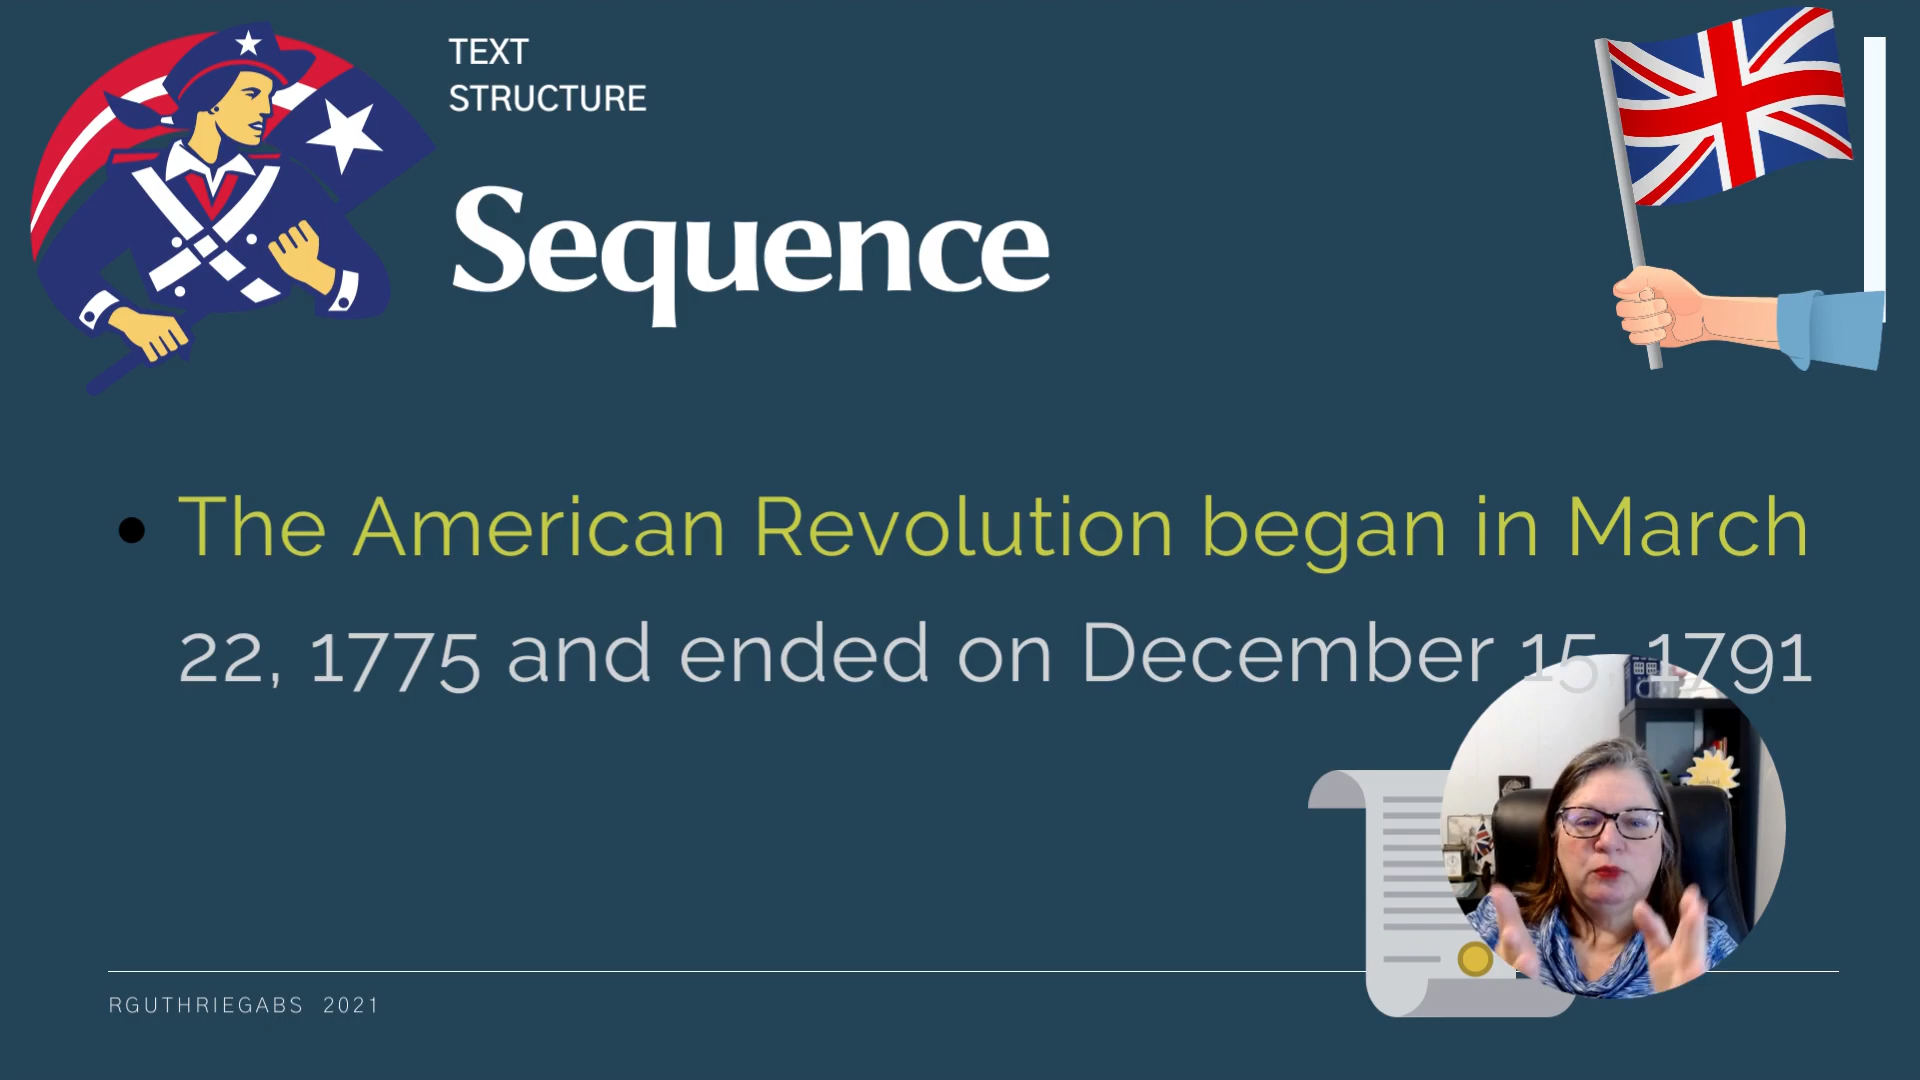 TEXT
STRUCTURE
Sequence
• The American Revolution began in March
22, 1775 and ended on December 15, 1791
RGUTHRIEGABS 2021